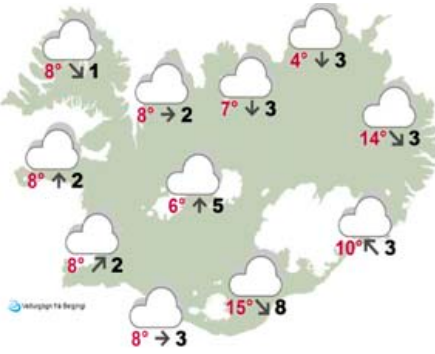 4° ↓ 3
8° ↘ 1
8° → 2
7° ↓ 3
14° ↘ 3
8° ↑ 2
6° ↑ 5
10° ↖ 3
8° ↗ 2
15° ↘ 8
8° → 3